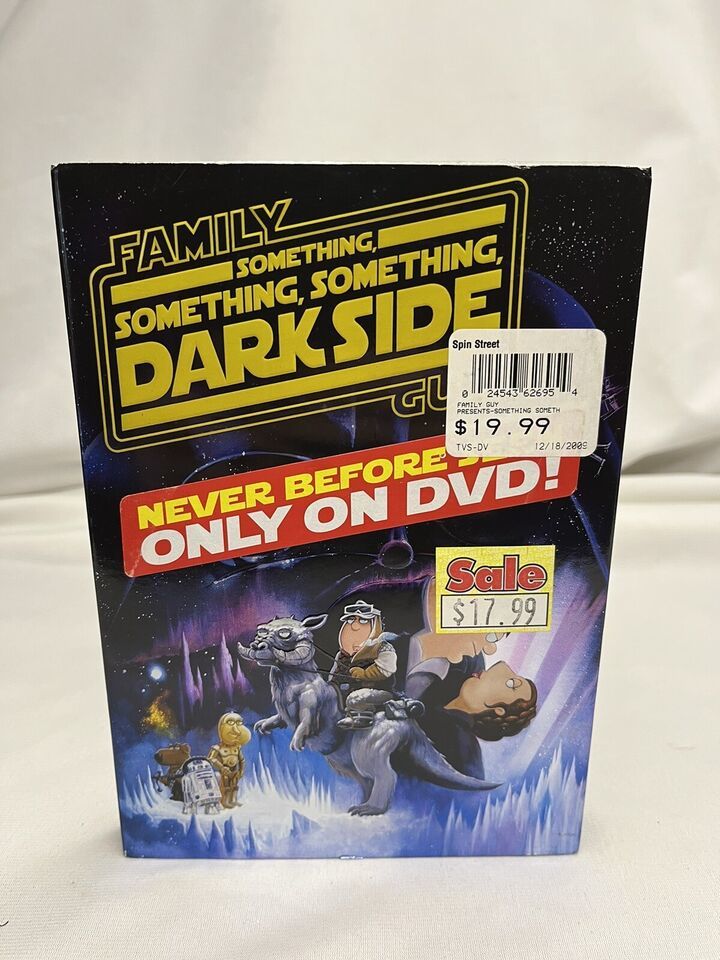 FAMILY
SOMETHING,
SOMETHING, SOMETHING,
DARK SIDE
Spin Street
0 24543 62695 4
FAMILY GUY
PRESENTS-SOMETHING SOMETH
$19.99
TVS-DV 12/18/2009
NEVER BEFORE
ONLY ON DVD!
Sale
$17.99